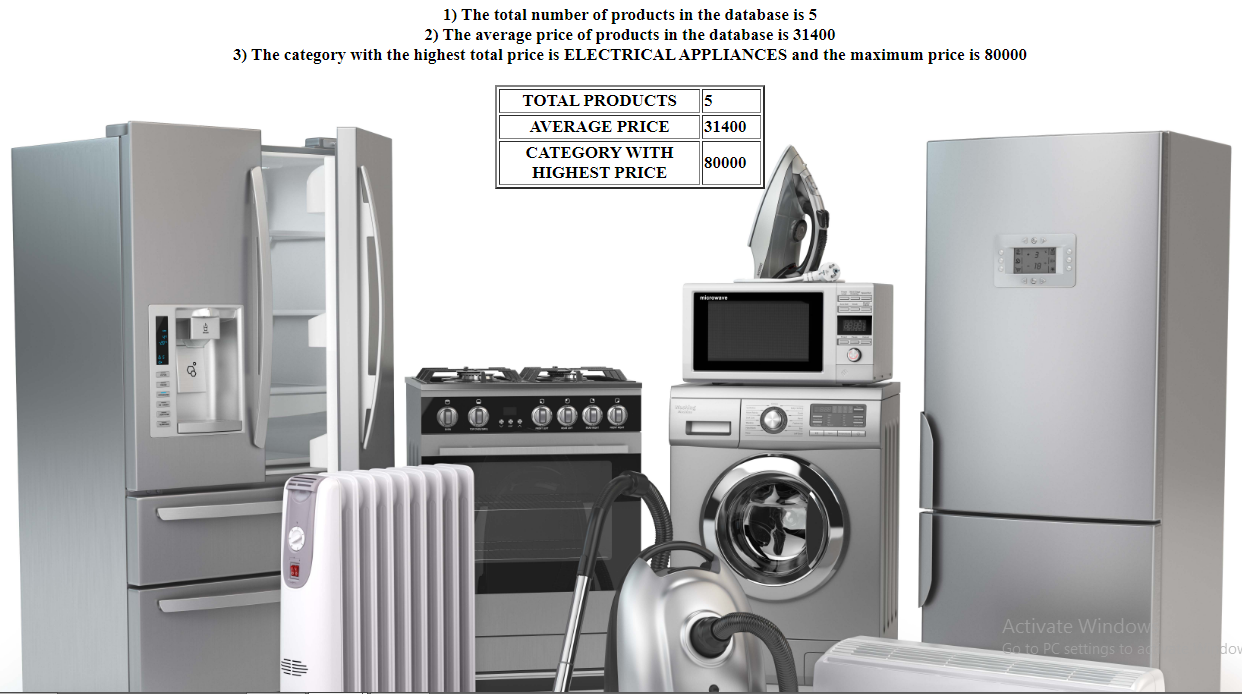 1) The total number of products in the database is 5
2) The average price of products in the database is 31400
3) The category with the highest total price is ELECTRICAL APPLIANCES and the maximum price is 80000
TOTAL PRODUCTS 5
AVERAGE PRICE 31400
CATEGORY WITH
HIGHEST PRICE 80000
microwave
Activate Window
Go to PC settings to